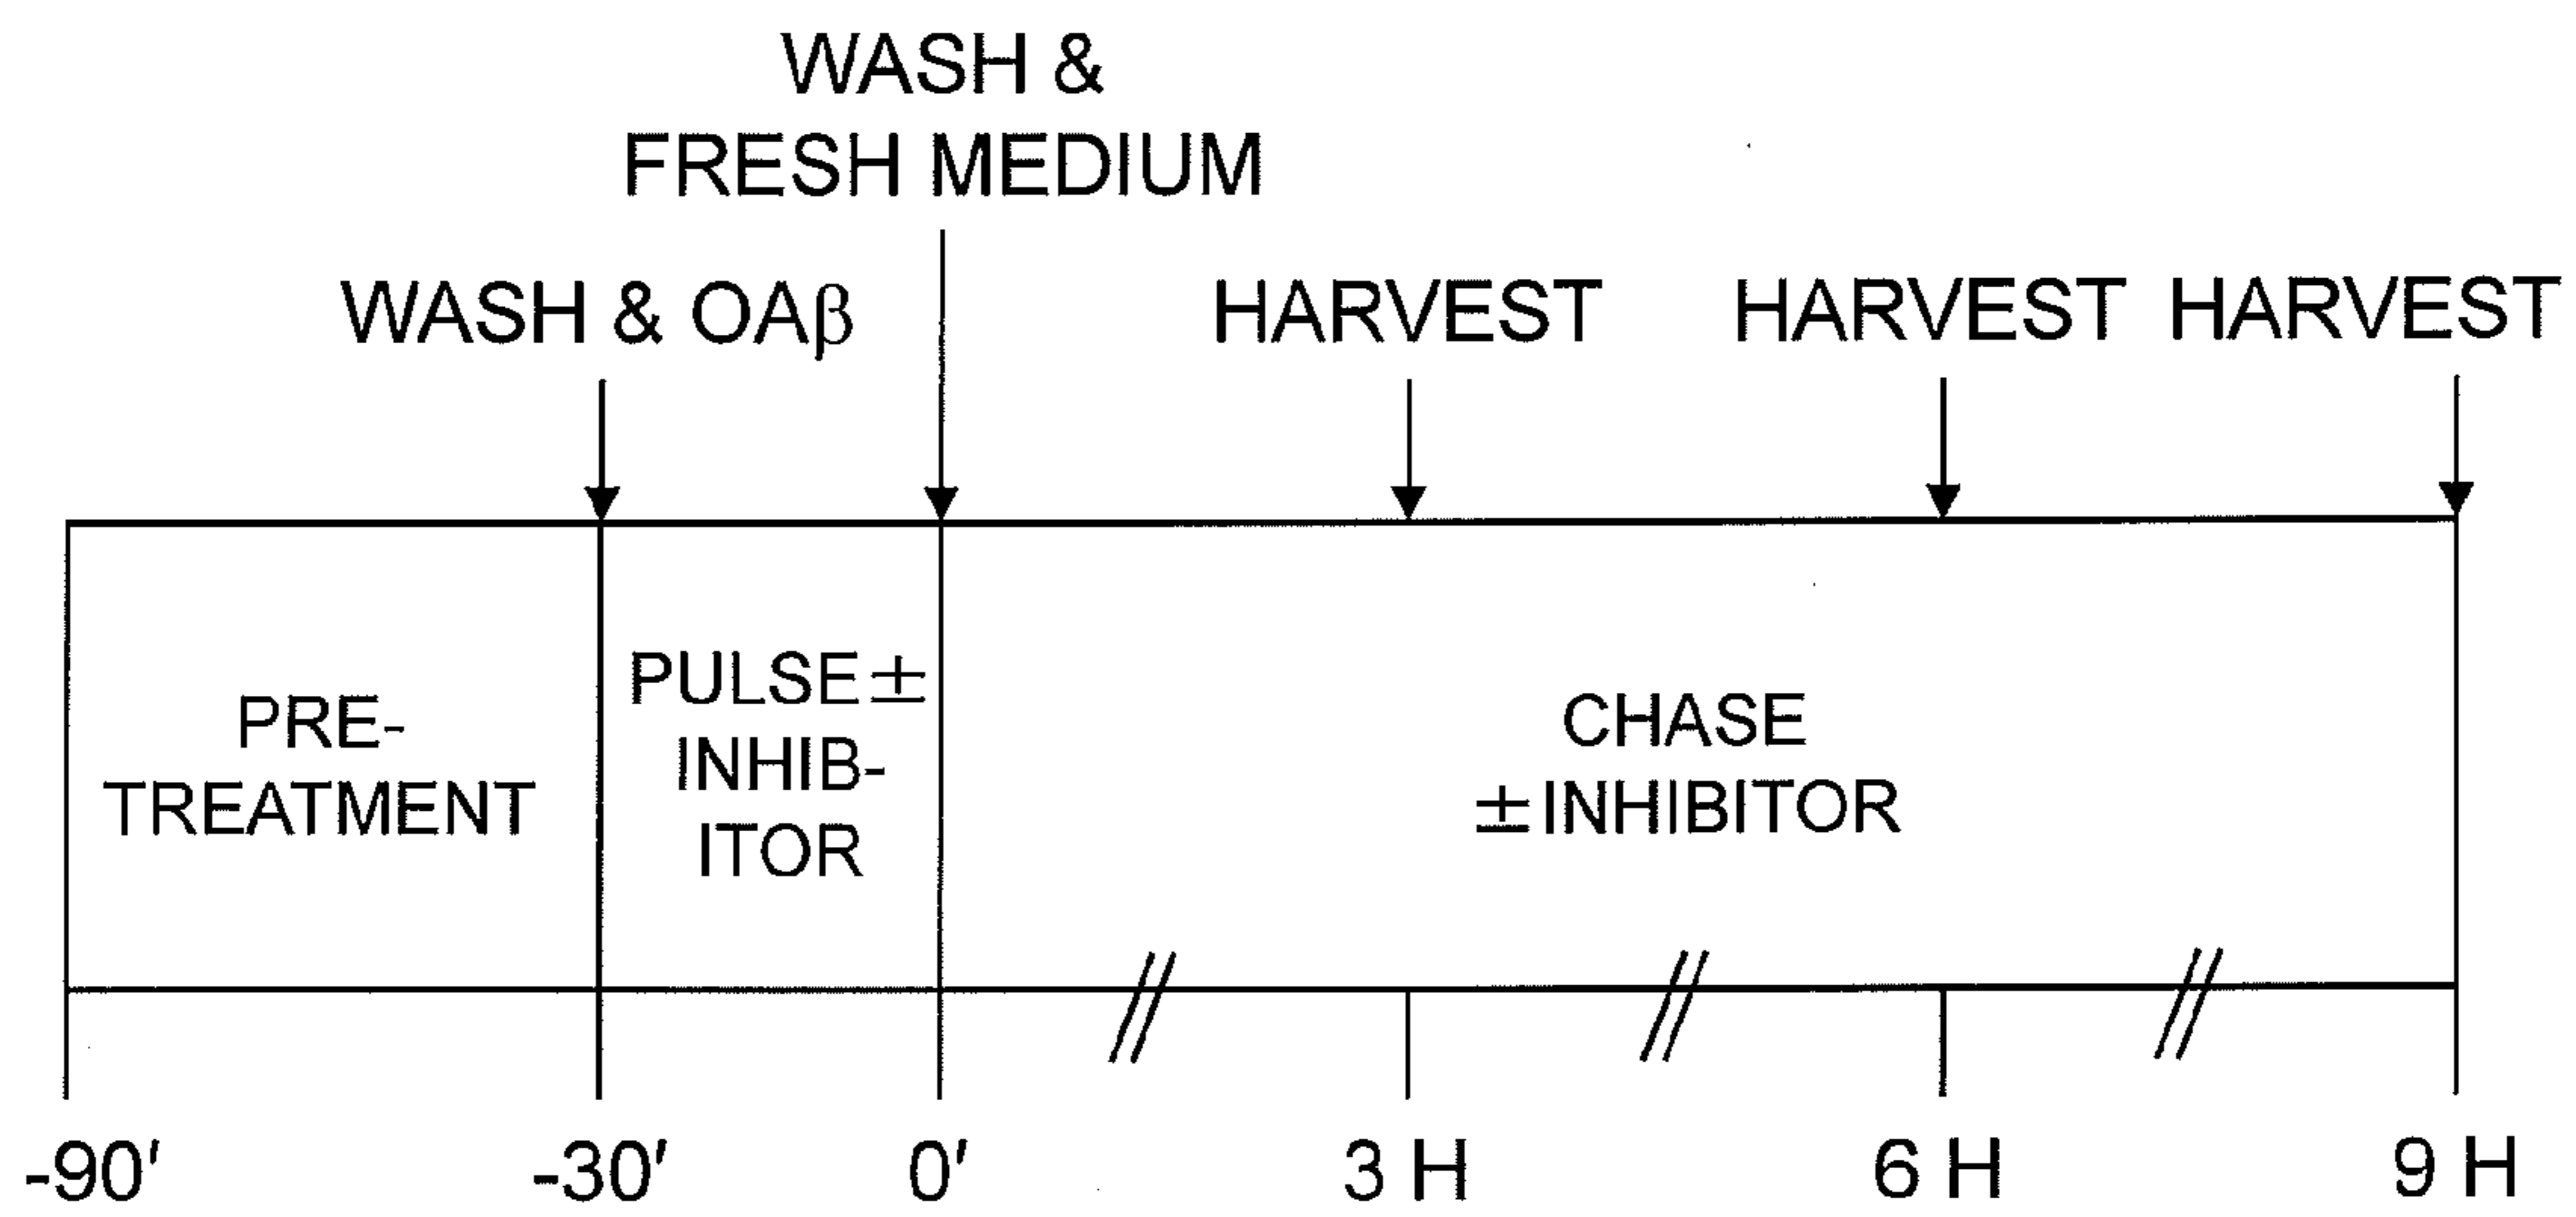 WASH &
FRESH MEDIUM
WASH & OAβ
HARVEST
HARVEST
HARVEST
PRE-
TREATMENT
PULSE ±
INHIB-
ITOR
CHASE
± INHIBITOR
-90'
-30'
0'
3 H
6 H
9 H